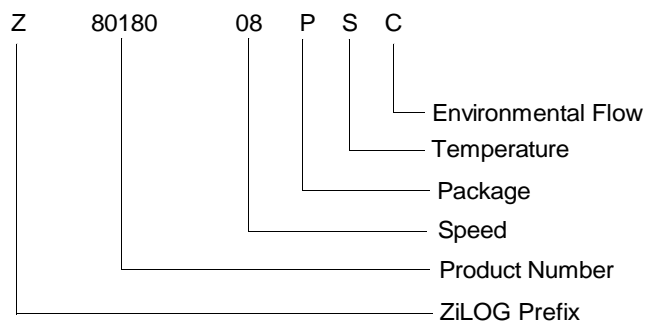 Z 80180 08 P S C
Environmental Flow
Temperature
Package
Speed
Product Number
ZiLOG Prefix